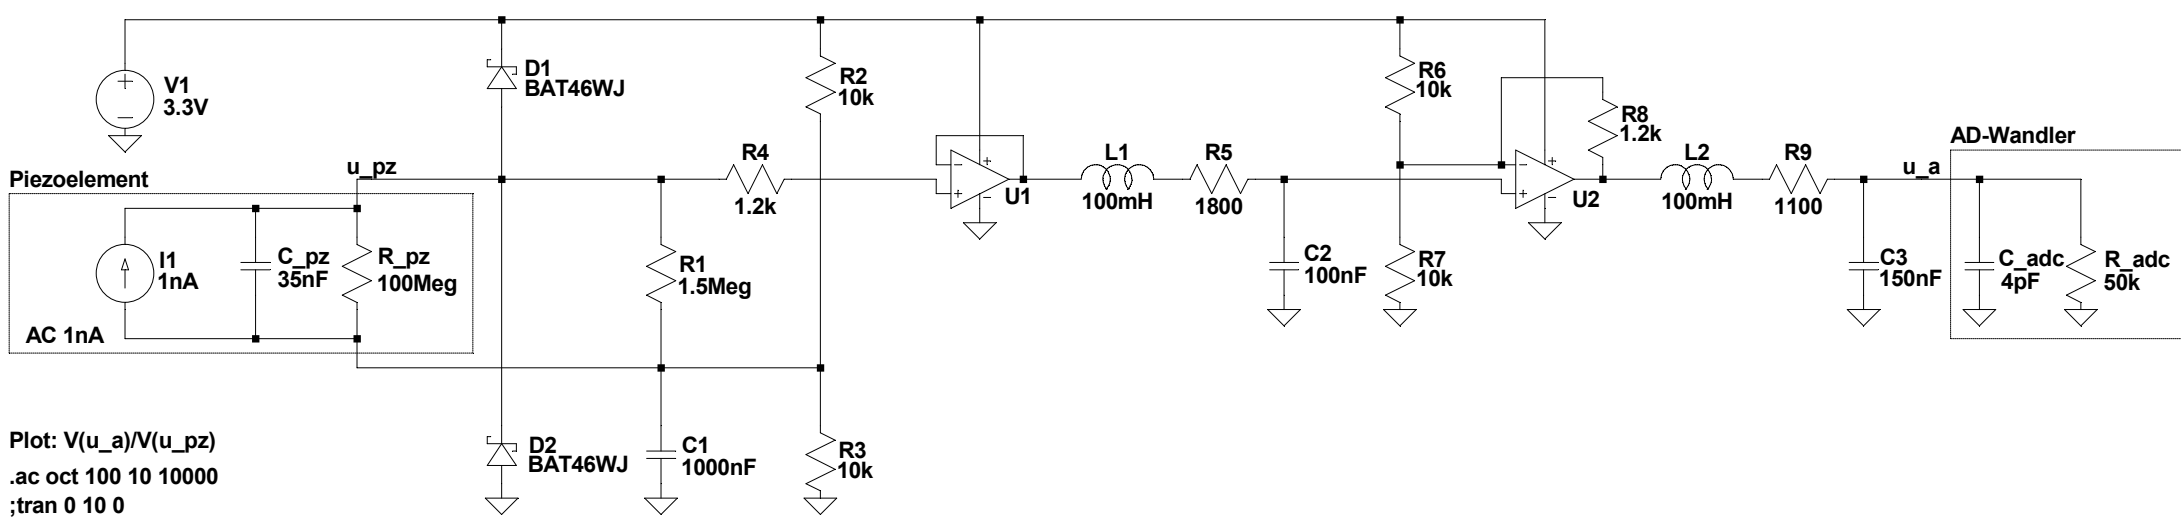 V1
3.3V
D1
BAT46WJ
R2
10k
R6
10k
R8
1.2k
AD-Wandler
Piezoelement
u_pz
R4
1.2k
U1
L1
100mH
R5
1800
U2
L2
100mH
R9
1100
u_a
I1
1nA
C_pz
35nF
R_pz
100Meg
R1
1.5Meg
C2
100nF
R7
10k
C3
150nF
C_adc
4pF
R_adc
50k
AC 1nA
Plot: V(u_a)/V(u_pz)
.ac oct 100 10 10000
;tran 0 10 0
D2
BAT46WJ
C1
1000nF
R3
10k